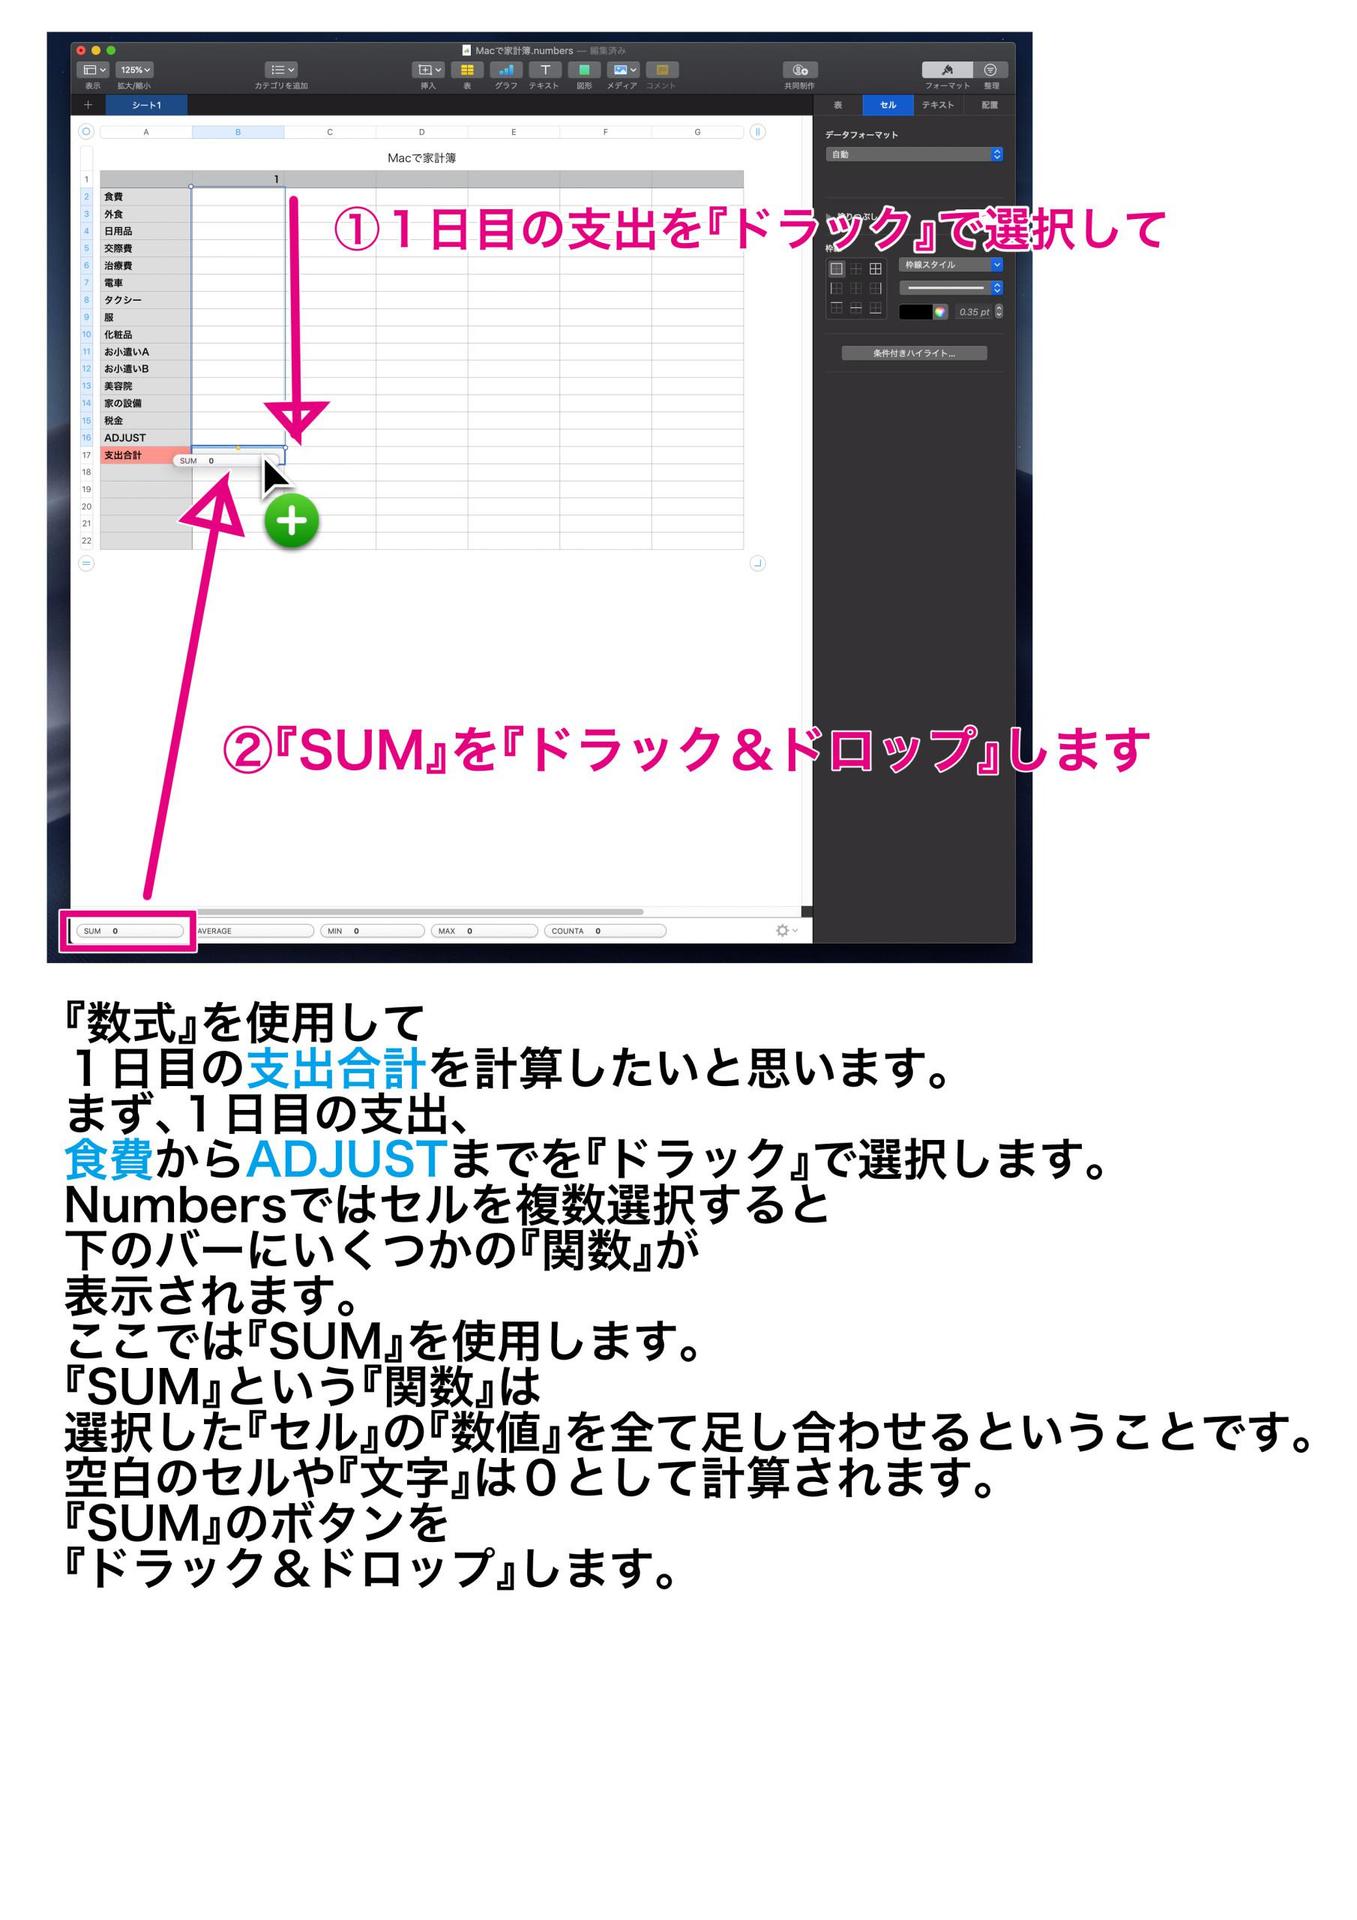 Macで家計簿.numbers — 編集済み
125%
表示 拡大/縮小 カテゴリを追加 挿入 表 グラフ テキスト 図形 メディア コメント 共同制作 フォーマット 整理
シート1
表 セル テキスト 配置
A B C D E F G
データフォーマット
自動
Macで家計簿
1 1
2 食費
3 外食
4 日用品
5 交際費
6 治療費
7 電車
8 タクシー
9 服
10 化粧品
11 お小遣いA
12 お小遣いB
13 美容院
14 家の設備
15 税金
16 ADJUST
17 支出合計
SUM 0
18
19
20
21
22
①１日目の支出を『ドラック』で選択して
枠線スタイル
0.35 pt
条件付きハイライト...
②『SUM』を『ドラック＆ドロップ』します
SUM 0 AVERAGE MIN 0 MAX 0 COUNTA 0
『数式』を使用して
１日目の支出合計を計算したいと思います。
まず、１日目の支出、
食費からADJUSTまでを『ドラック』で選択します。
Numbersではセルを複数選択すると
下のバーにいくつかの『関数』が
表示されます。
ここでは『SUM』を使用します。
『SUM』という『関数』は
選択した『セル』の『数値』を全て足し合わせるということです。
空白のセルや『文字』は０として計算されます。
『SUM』のボタンを
『ドラック＆ドロップ』します。